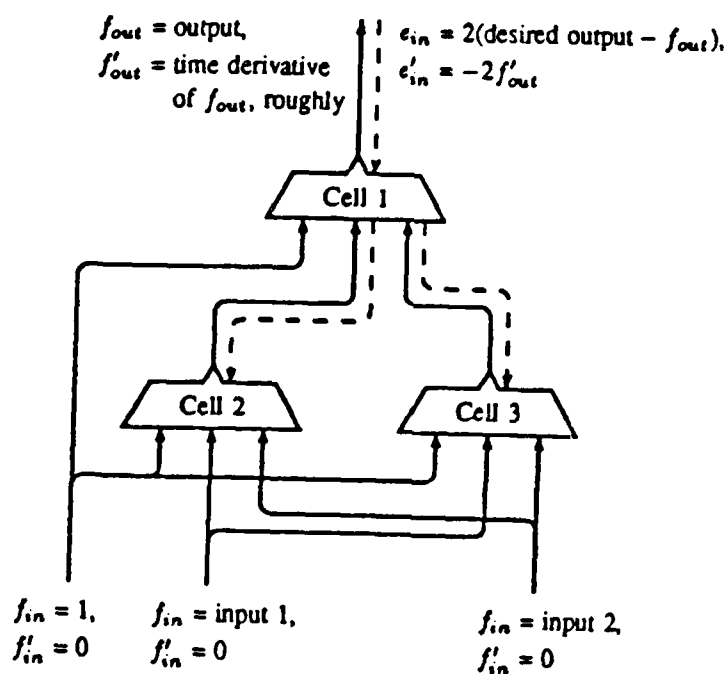 f_out = output,
f'_out = time derivative
of f_out, roughly
e_in = 2(desired output − f_out),
e'_in = −2f'_out
Cell 1
Cell 2
Cell 3
f_in = 1,
f'_in = 0
f_in = input 1,
f'_in = 0
f_in = input 2,
f'_in = 0